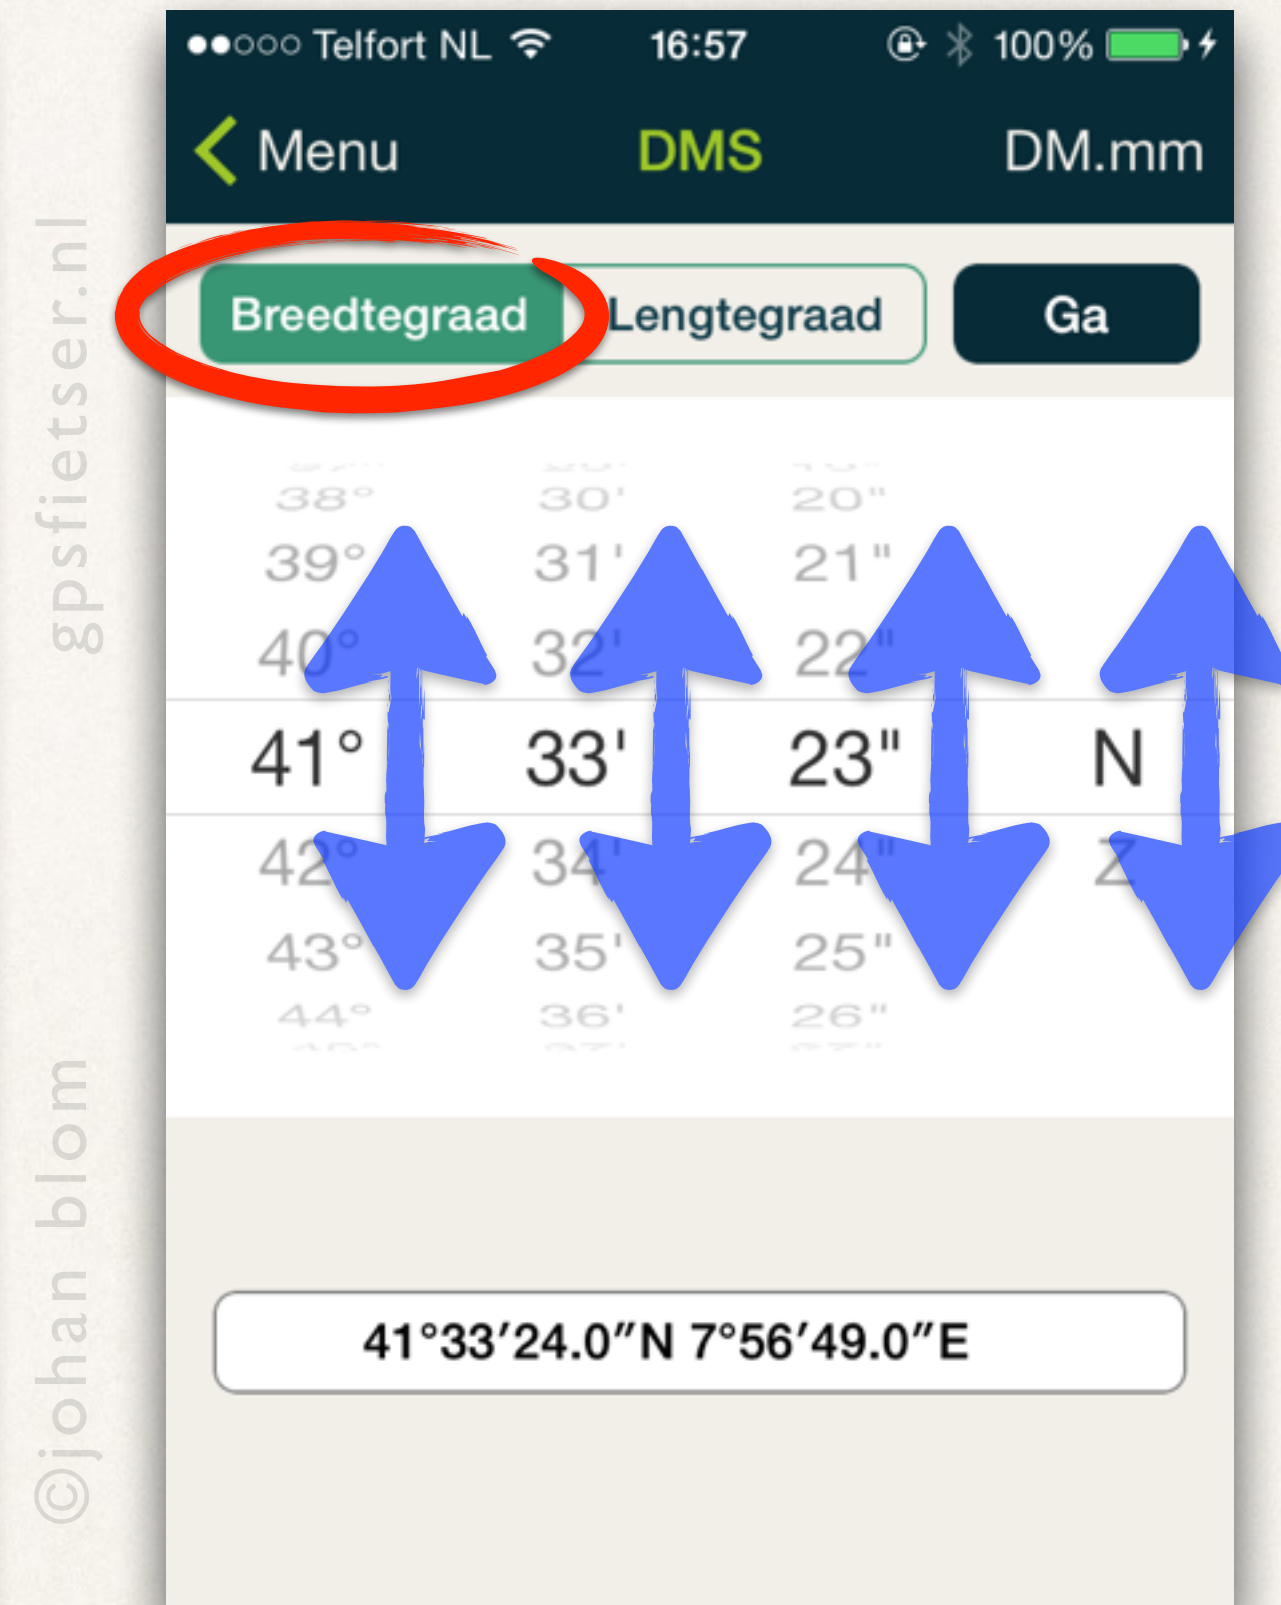 Telfort NL 16:57 100%
Menu DMS DM.mm
Breedtegraad Lengtegraad Ga
38° 30' 20"
39° 31' 21"
40° 32' 22"
41° 33' 23" N
42° 34' 24" Z
43° 35' 25"
44° 36' 26"
41°33′24.0″N 7°56′49.0″E
gpsfietser.nl
©johan blom